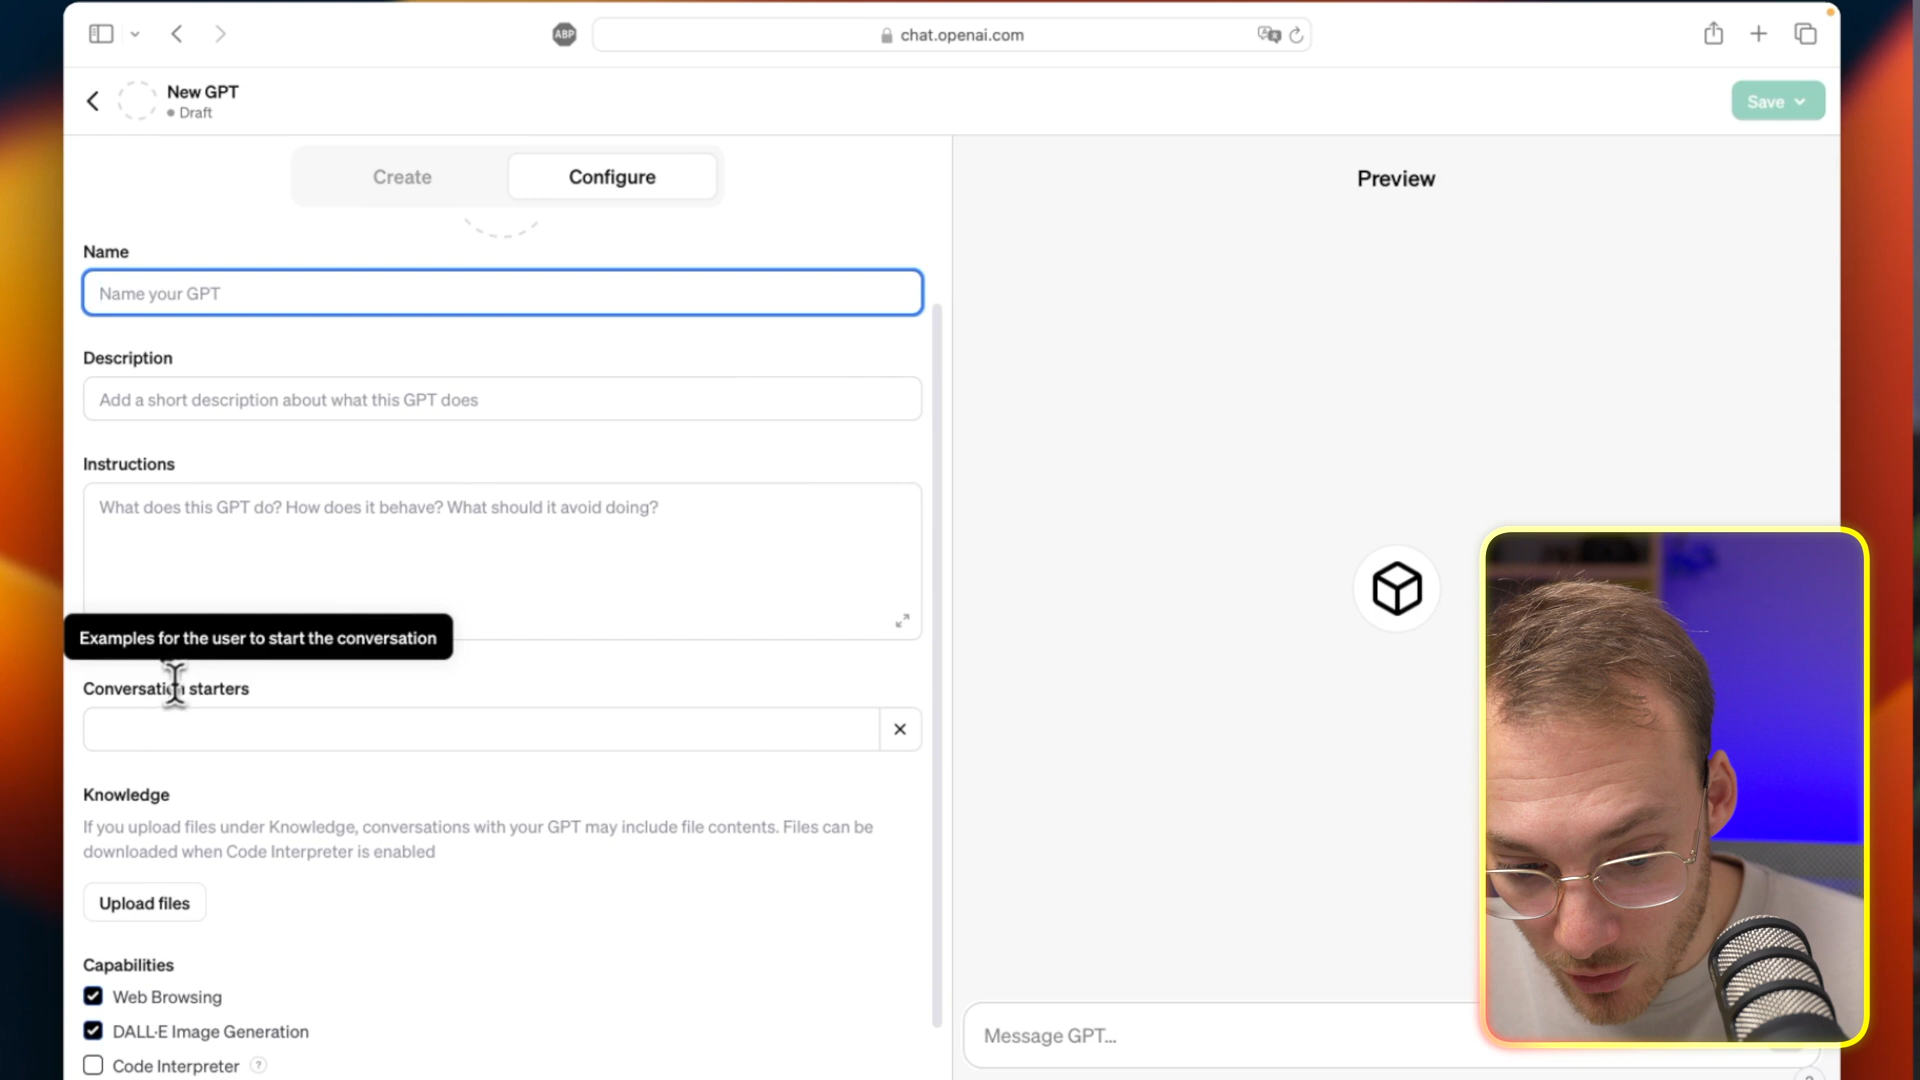 ABP
chat.openai.com
New GPT
Draft
Save
Create
Configure
Preview
Name
Name your GPT
Description
Add a short description about what this GPT does
Instructions
What does this GPT do? How does it behave? What should it avoid doing?
Examples for the user to start the conversation
Conversation starters
Knowledge
If you upload files under Knowledge, conversations with your GPT may include file contents. Files can be
downloaded when Code Interpreter is enabled
Upload files
Capabilities
Web Browsing
DALL·E Image Generation
Message GPT...
Code Interpreter ?